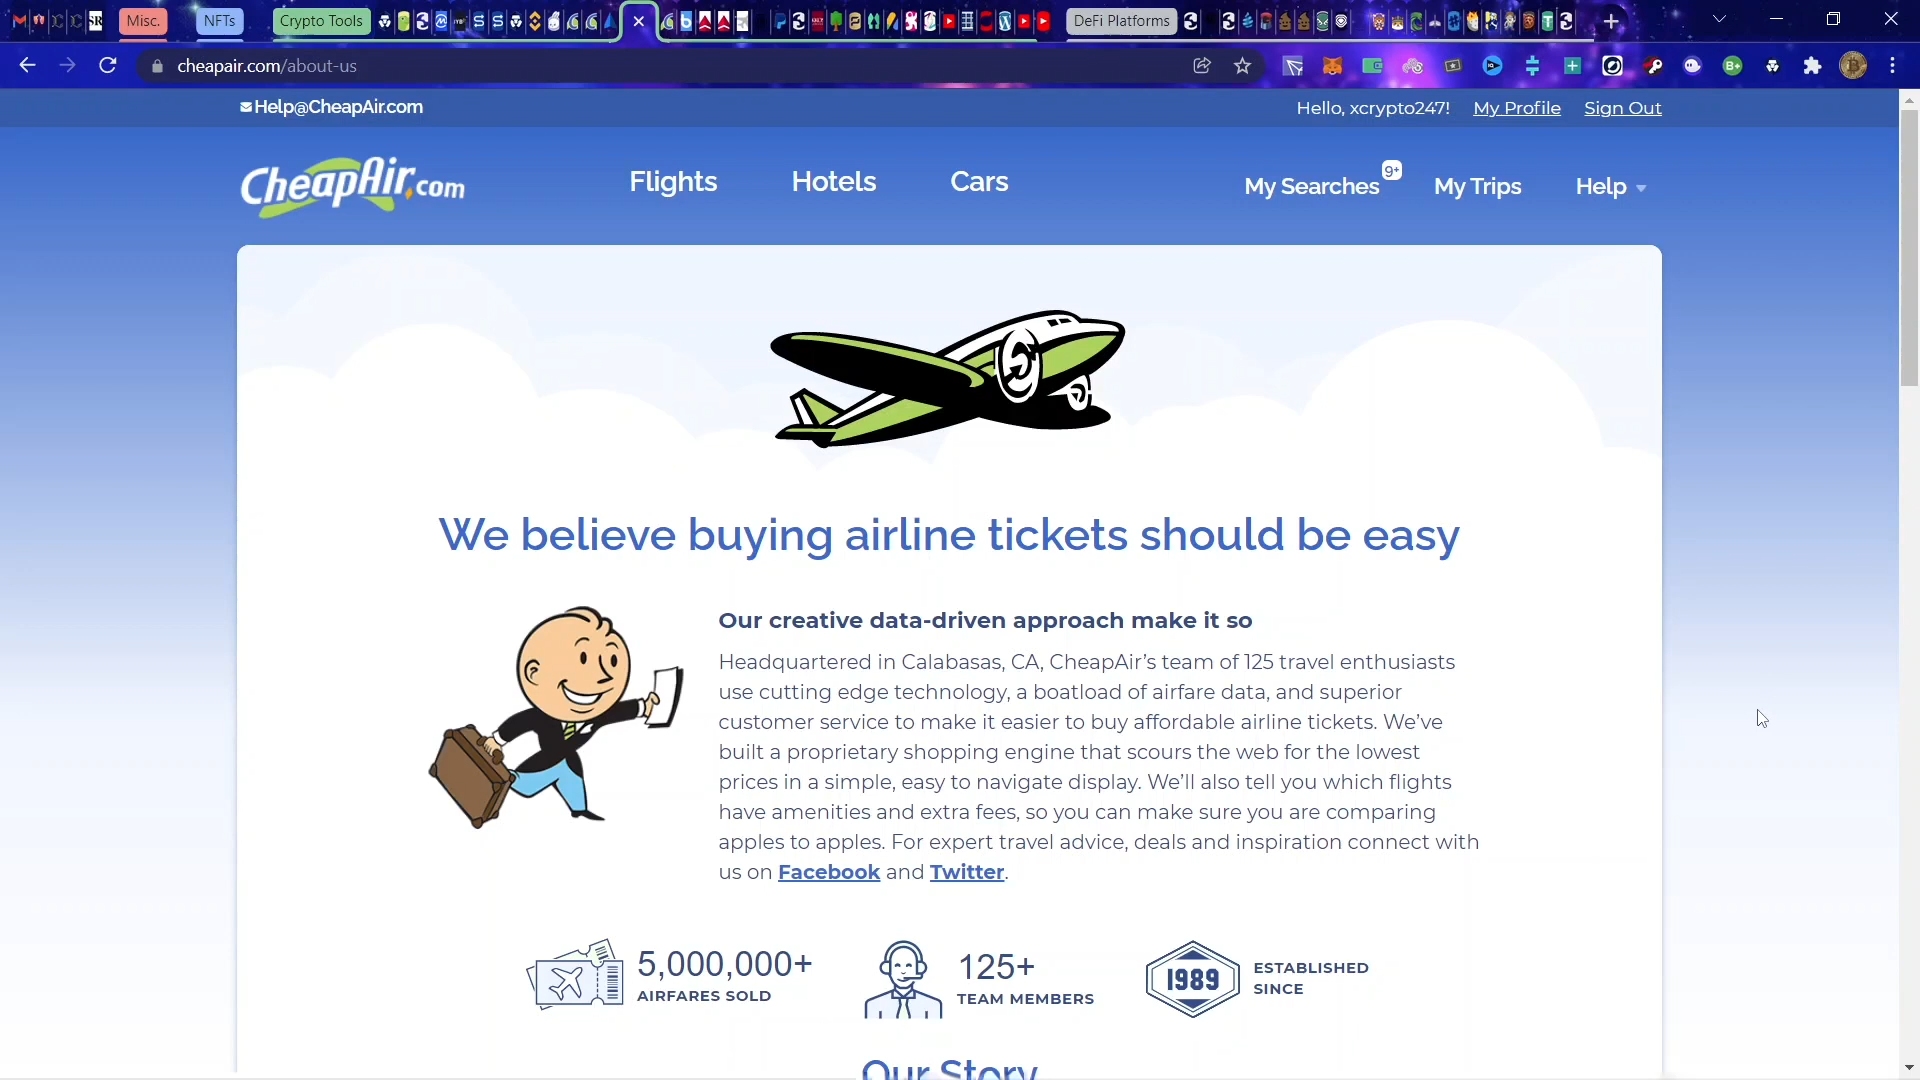 Misc.
NFTs
Crypto Tools
DeFi Platforms
cheapair.com/about-us
Help@CheapAir.com
Hello, xcrypto247! My Profile Sign Out
CheapAir.com
Flights Hotels Cars
My Searches 9+ My Trips Help
We believe buying airline tickets should be easy
Our creative data-driven approach make it so
Headquartered in Calabasas, CA, CheapAir’s team of 125 travel enthusiasts
use cutting edge technology, a boatload of airfare data, and superior
customer service to make it easier to buy affordable airline tickets. We’ve
built a proprietary shopping engine that scours the web for the lowest
prices in a simple, easy to navigate display. We’ll also tell you which flights
have amenities and extra fees, so you can make sure you are comparing
apples to apples. For expert travel advice, deals and inspiration connect with
us on Facebook and Twitter.
5,000,000+
AIRFARES SOLD
125+
TEAM MEMBERS
1989
ESTABLISHED
SINCE
Our Story